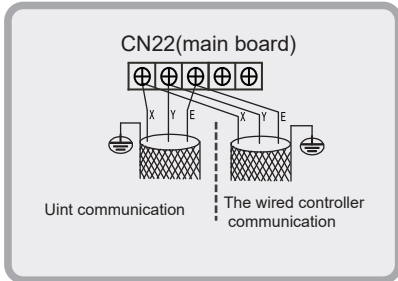 CN22(main board)
X Y E X Y E
Uint communication
The wired controller
communication